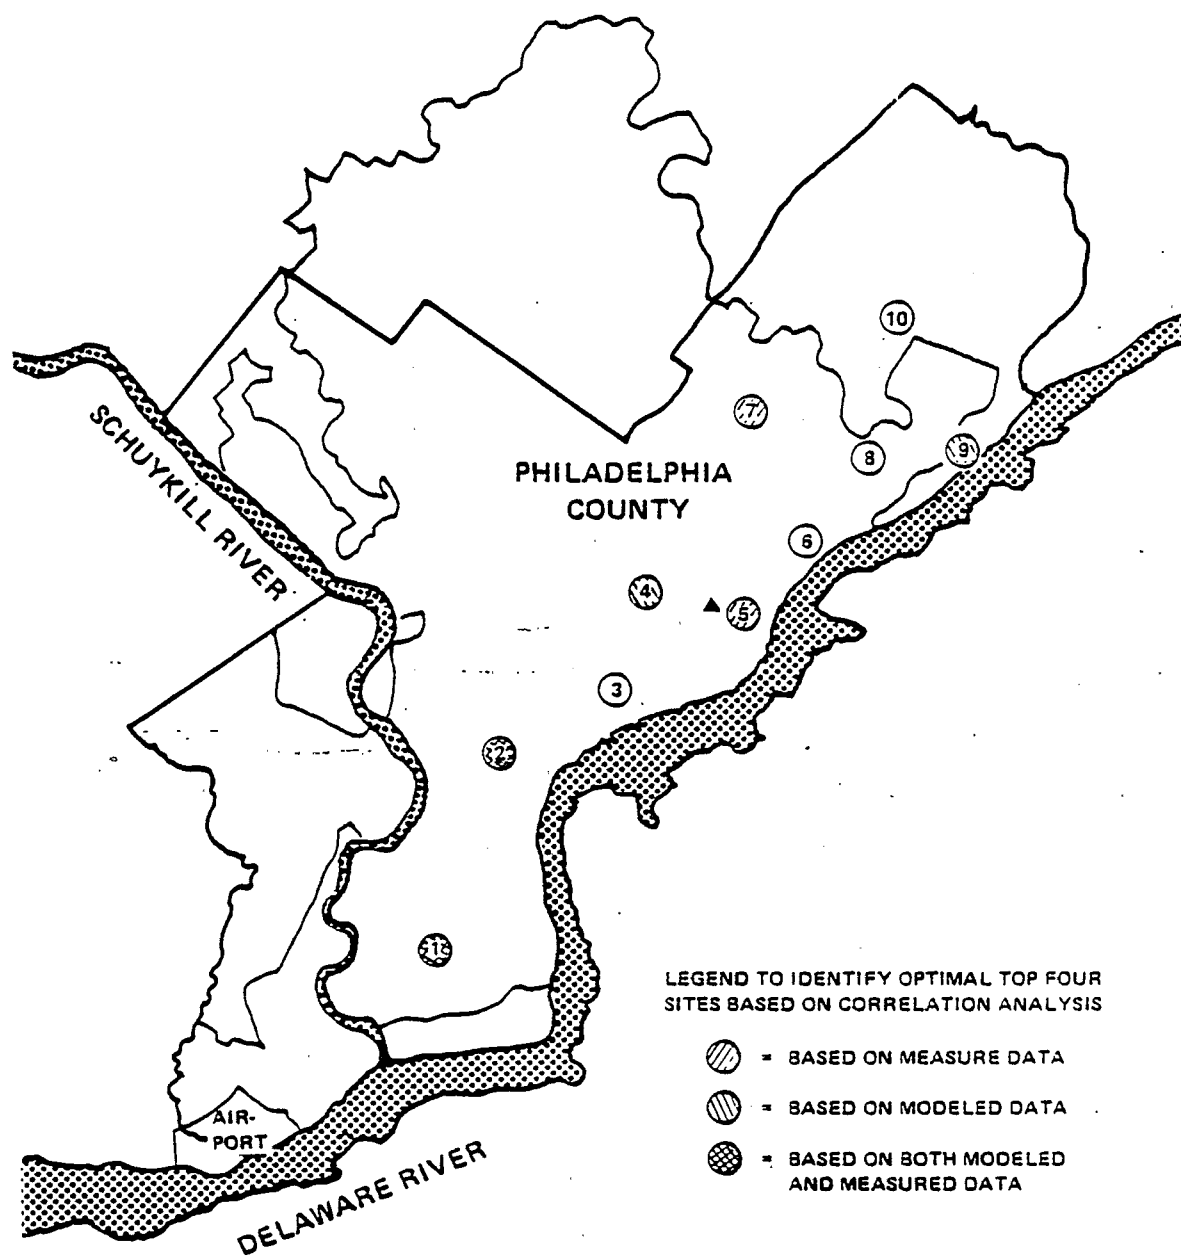 10
7
SCHUYKILL RIVER
8
9
PHILADELPHIA
COUNTY
6
4
5
3
2
1
LEGEND TO IDENTIFY OPTIMAL TOP FOUR
SITES BASED ON CORRELATION ANALYSIS
= BASED ON MEASURE DATA
= BASED ON MODELED DATA
= BASED ON BOTH MODELED
AND MEASURED DATA
AIR-
PORT
DELAWARE RIVER